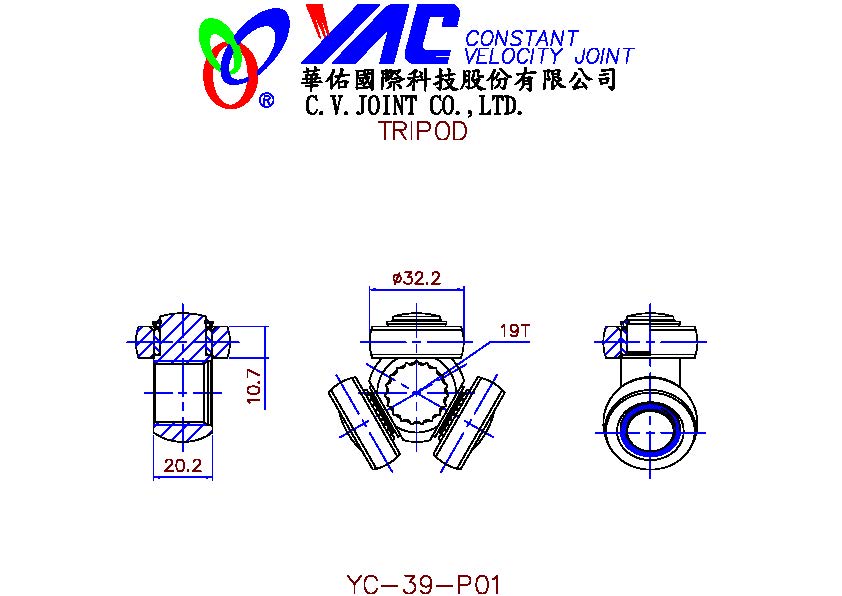 YAC CONSTANT
VELOCITY JOINT
®
華佑國際科技股份有限公司
C.V.JOINT CO.,LTD.
TRIPOD
ø32.2
19T
10.7
20.2
YC-39-P01